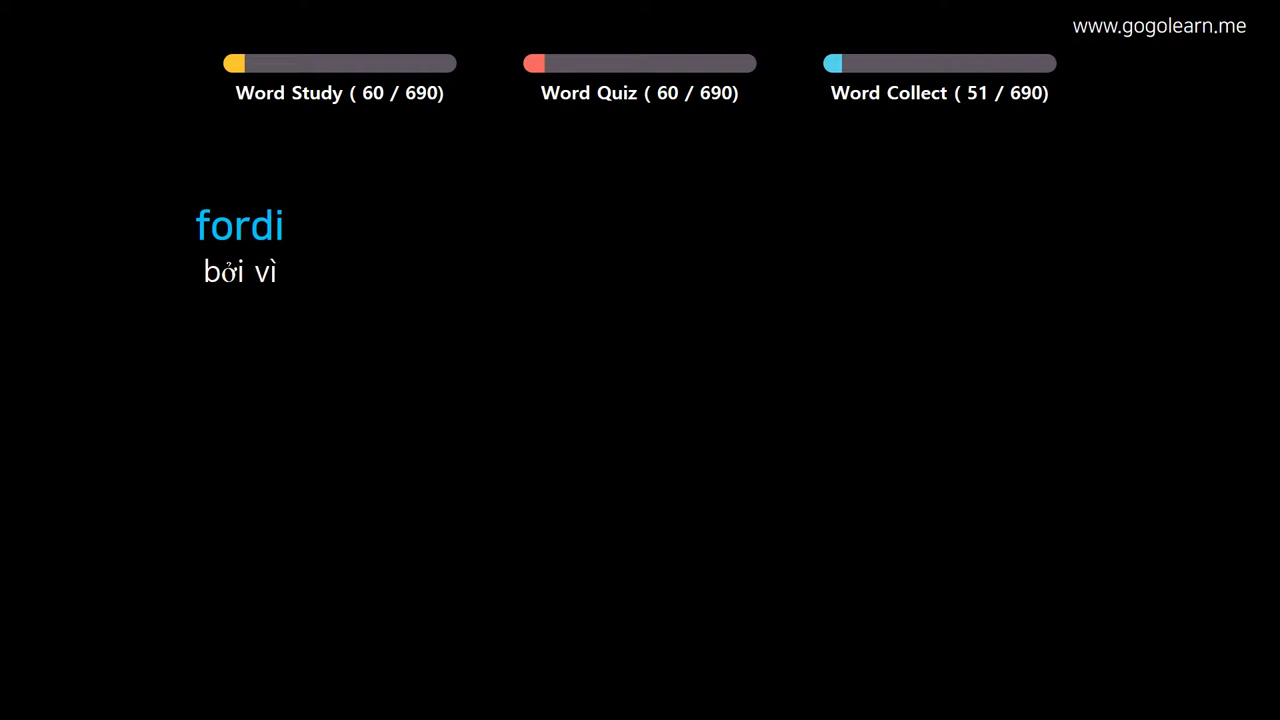 www.gogolearn.me
Word Study ( 60 / 690)
Word Quiz ( 60 / 690)
Word Collect ( 51 / 690)
fordi
bởi vì